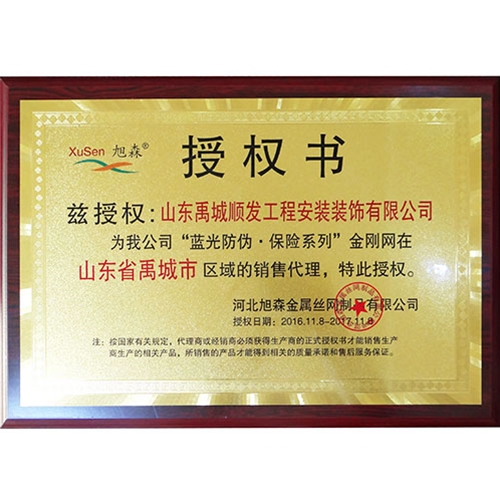 XuSen 旭森®
授权书
兹授权：山东禹城顺发工程安装装饰有限公司
为我公司“蓝光防伪·保险系列”金刚网在
山东省禹城市区域的销售代理，特此授权。
河北旭森金属丝网制品有限公司
授权日期：2016.11.8-2017.11.8
注：按国家有关规定，代理商或经销商必须获得生产商的正式授权书才能销售生产
商生产的相关产品，所销售的产品才能得到相关的质量承诺和售后服务保证。